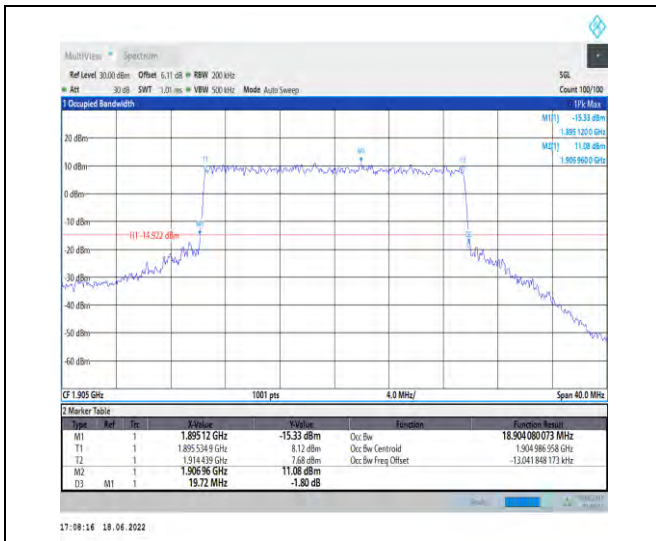 MultiView Spectrum
Ref Level 30.00 dBm Offset 6.11 dB RBW 200 kHz SGL
Att 30 dB SWT 1.01 ms VBW 500 kHz Mode Auto Sweep Count 100/100
1 Occupied Bandwidth 1Pk Max
M1[1] -15.33 dBm
1.895 120 0 GHz
20 dBm
M2[1] 11.08 dBm
1.906 960 0 GHz
10 dBm
0 dBm
-10 dBm
H1 -14.922 dBm
-20 dBm
-30 dBm
-40 dBm
-50 dBm
-60 dBm
CF 1.905 GHz 1001 pts 4.0 MHz/ Span 40.0 MHz
2 Marker Table
Type Ref Trc X-Value Y-Value Function Function Result
M1 1 1.895 12 GHz -15.33 dBm Occ Bw 18.904 080 073 MHz
T1 1 1.895 534 9 GHz 8.12 dBm Occ Bw Centroid 1.904 986 958 GHz
T2 1 1.914 439 GHz 7.68 dBm Occ Bw Freq Offset -13.041 848 173 kHz
M2 1 1.906 96 GHz 11.08 dBm
D3 M1 1 19.72 MHz -1.80 dB
17:08:16 18.06.2022